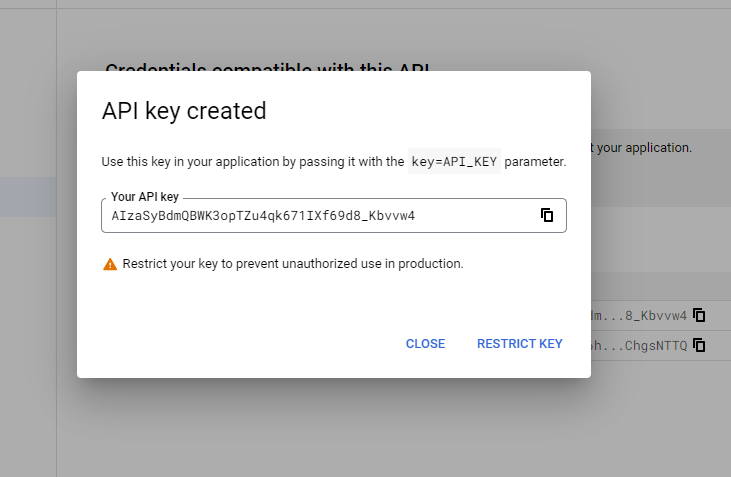 Credentials compatible with this API
API key created
Use this key in your application by passing it with the key=API_KEY parameter.
t your application.
Your API key
AIzaSyBdmQBWK3opTZu4qk671IXf69d8_Kbvvw4
Restrict your key to prevent unauthorized use in production.
dm...8_Kbvvw4
CLOSE RESTRICT KEY
h...ChgsNTTQ